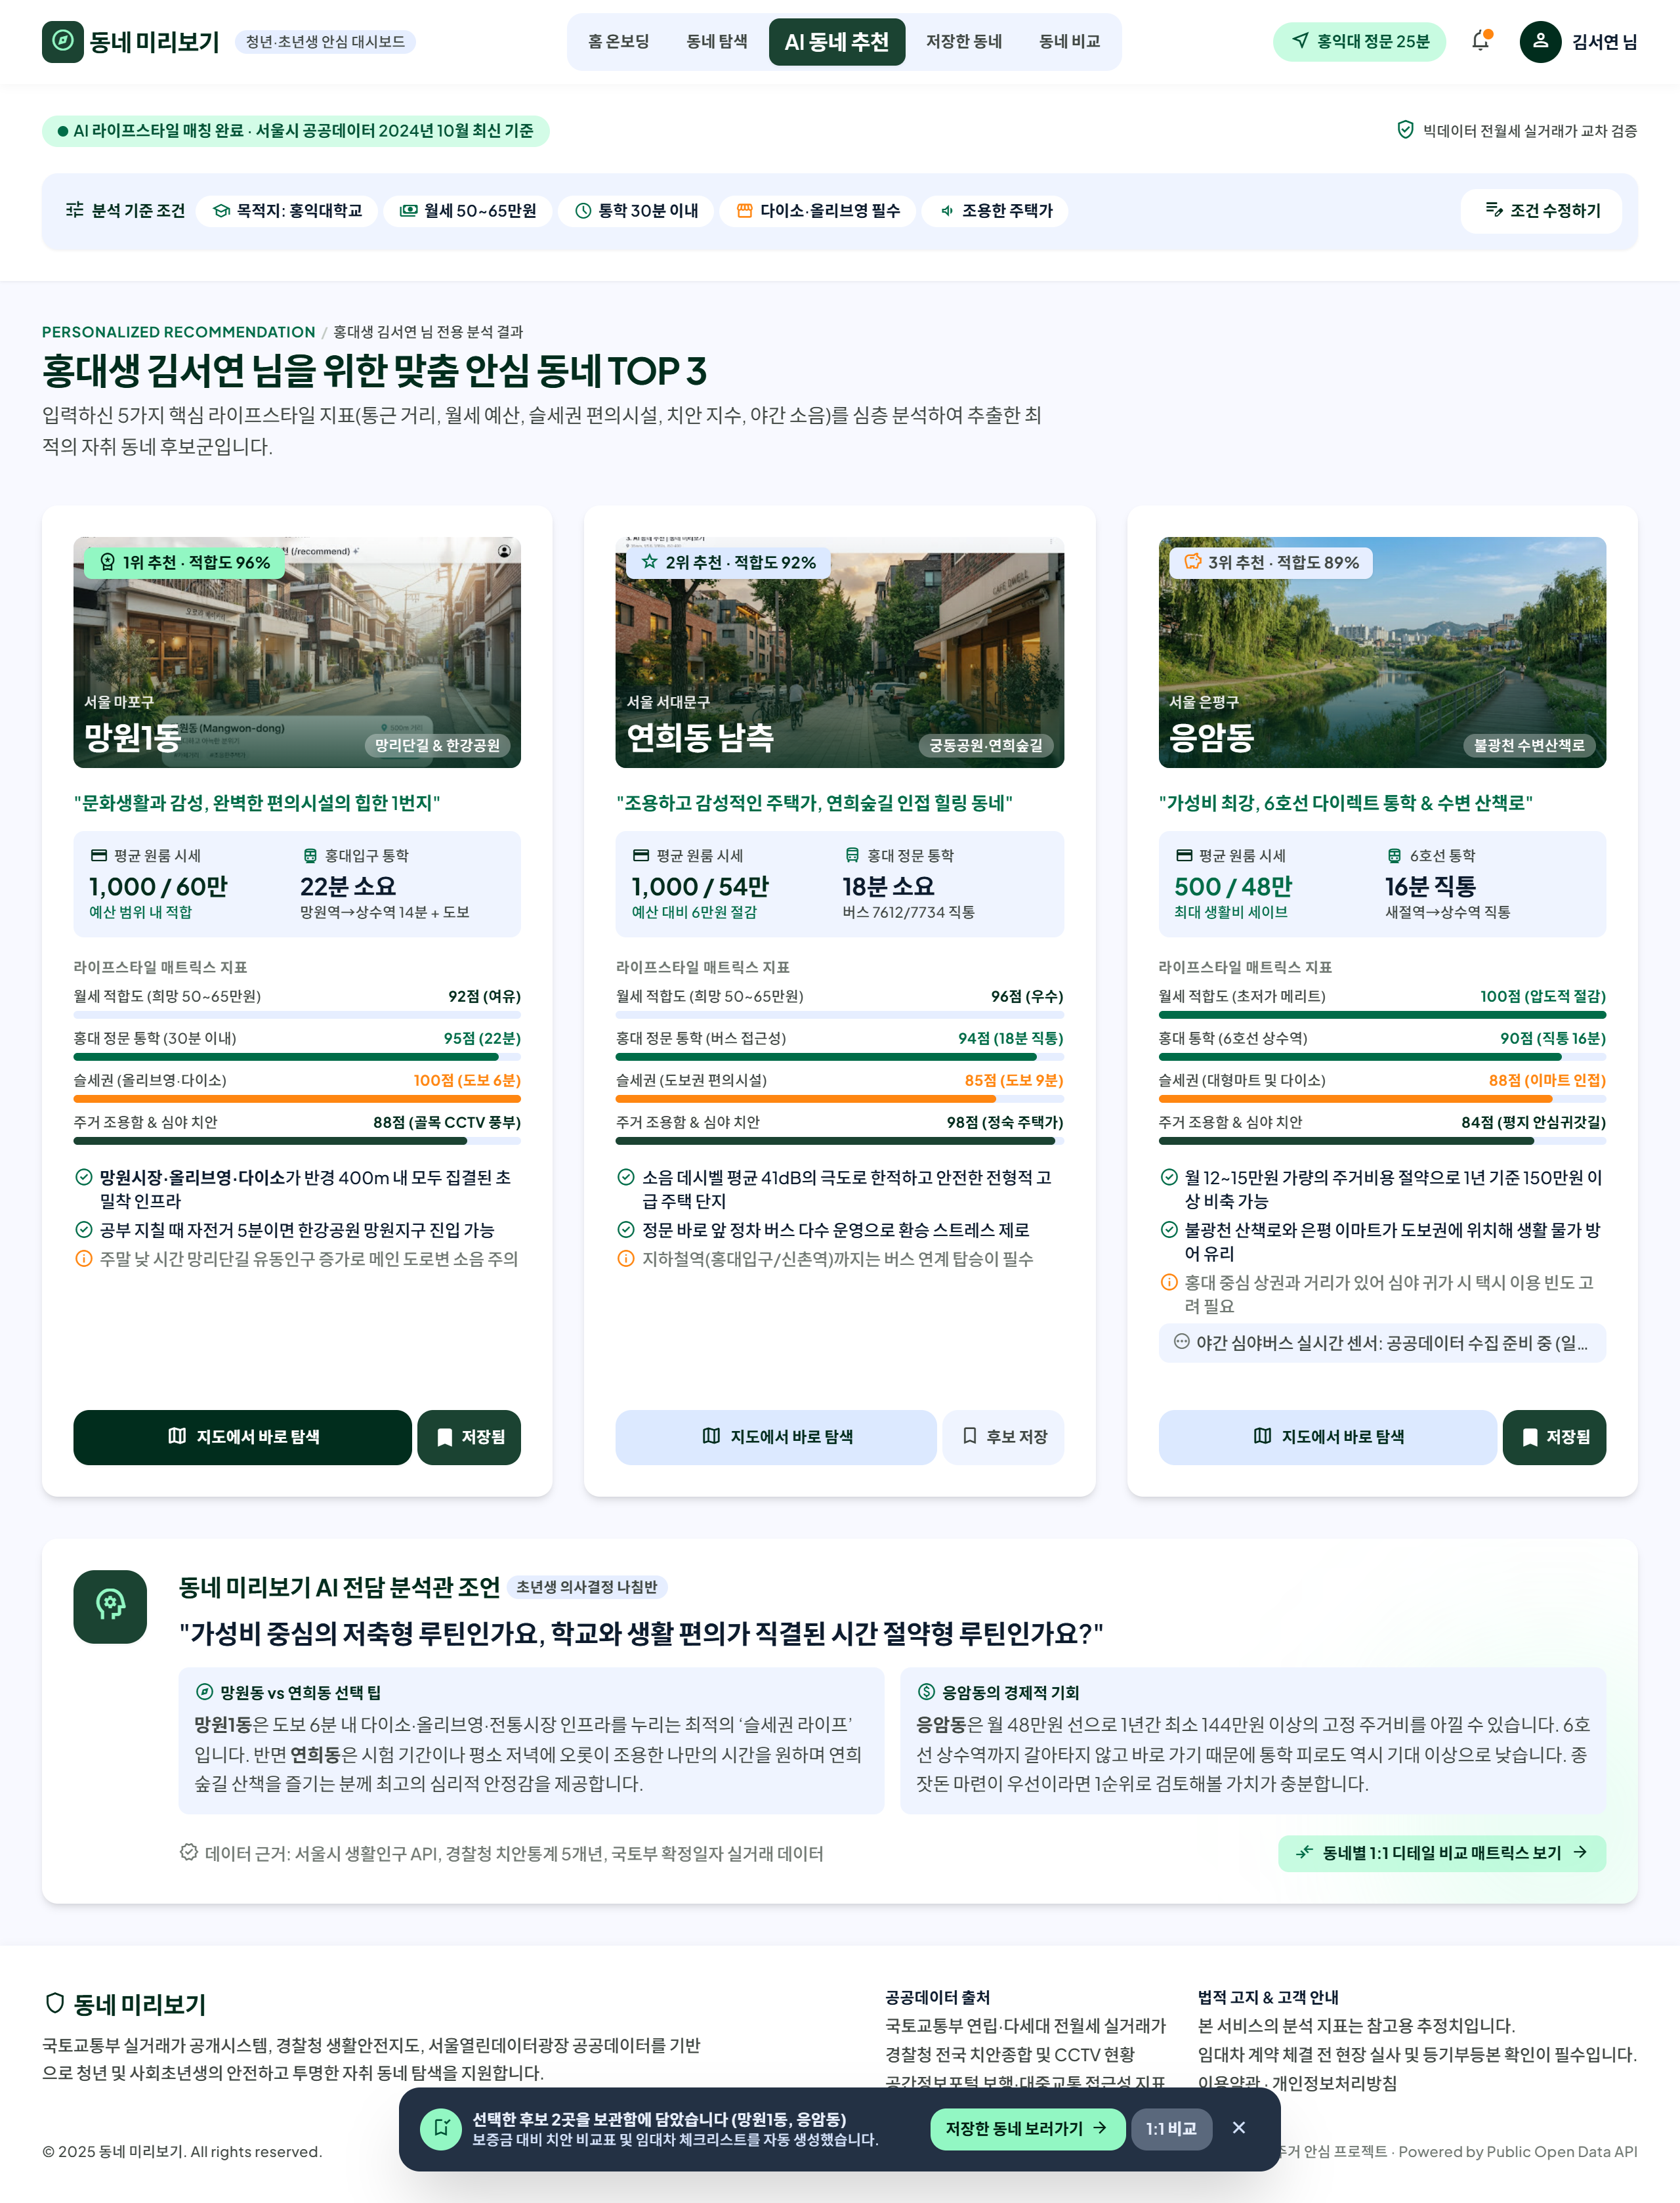 동네 미리보기
청년·초년생 안심 대시보드
홈 온보딩
동네 탐색
AI 동네 추천
저장한 동네
동네 비교
홍익대 정문 25분
김서연 님
AI 라이프스타일 매칭 완료 · 서울시 공공데이터 2024년 10월 최신 기준
빅데이터 전월세 실거래가 교차 검증
분석 기준 조건
목적지: 홍익대학교
월세 50~65만원
통학 30분 이내
다이소·올리브영 필수
조용한 주택가
조건 수정하기
PERSONALIZED RECOMMENDATION / 홍대생 김서연 님 전용 분석 결과
홍대생 김서연 님을 위한 맞춤 안심 동네 TOP 3
입력하신 5가지 핵심 라이프스타일 지표(통근 거리, 월세 예산, 슬세권 편의시설, 치안 지수, 야간 소음)를 심층 분석하여 추출한 최
적의 자취 동네 후보군입니다.
(/recommend)
1위 추천 · 적합도 96%
서울 마포구
망원1동
원동 (Mangwon-dong)
500m 거리
망리단길 & 한강공원
"문화생활과 감성, 완벽한 편의시설의 힙한 1번지"
평균 원룸 시세
1,000 / 60만
예산 범위 내 적합
홍대입구 통학
22분 소요
망원역→상수역 14분 + 도보
라이프스타일 매트릭스 지표
월세 적합도 (희망 50~65만원)
92점 (여유)
홍대 정문 통학 (30분 이내)
95점 (22분)
슬세권 (올리브영·다이소)
100점 (도보 6분)
주거 조용함 & 심야 치안
88점 (골목 CCTV 풍부)
망원시장·올리브영·다이소가 반경 400m 내 모두 집결된 초
밀착 인프라
공부 지칠 때 자전거 5분이면 한강공원 망원지구 진입 가능
주말 낮 시간 망리단길 유동인구 증가로 메인 도로변 소음 주의
지도에서 바로 탐색
저장됨
2위 추천 · 적합도 92%
CAFE DWELL
서울 서대문구
연희동 남측
궁동공원·연희숲길
"조용하고 감성적인 주택가, 연희숲길 인접 힐링 동네"
평균 원룸 시세
1,000 / 54만
예산 대비 6만원 절감
홍대 정문 통학
18분 소요
버스 7612/7734 직통
라이프스타일 매트릭스 지표
월세 적합도 (희망 50~65만원)
96점 (우수)
홍대 정문 통학 (버스 접근성)
94점 (18분 직통)
슬세권 (도보권 편의시설)
85점 (도보 9분)
주거 조용함 & 심야 치안
98점 (정숙 주택가)
소음 데시벨 평균 41dB의 극도로 한적하고 안전한 전형적 고
급 주택 단지
정문 바로 앞 정차 버스 다수 운영으로 환승 스트레스 제로
지하철역(홍대입구/신촌역)까지는 버스 연계 탑승이 필수
지도에서 바로 탐색
후보 저장
3위 추천 · 적합도 89%
서울 은평구
응암동
불광천 수변산책로
"가성비 최강, 6호선 다이렉트 통학 & 수변 산책로"
평균 원룸 시세
500 / 48만
최대 생활비 세이브
6호선 통학
16분 직통
새절역→상수역 직통
라이프스타일 매트릭스 지표
월세 적합도 (초저가 메리트)
100점 (압도적 절감)
홍대 통학 (6호선 상수역)
90점 (직통 16분)
슬세권 (대형마트 및 다이소)
88점 (이마트 인접)
주거 조용함 & 심야 치안
84점 (평지 안심귀갓길)
월 12~15만원 가량의 주거비용 절약으로 1년 기준 150만원 이
상 비축 가능
불광천 산책로와 은평 이마트가 도보권에 위치해 생활 물가 방
어 유리
홍대 중심 상권과 거리가 있어 심야 귀가 시 택시 이용 빈도 고
려 필요
야간 심야버스 실시간 센서: 공공데이터 수집 준비 중 (일...
지도에서 바로 탐색
저장됨
동네 미리보기 AI 전담 분석관 조언
초년생 의사결정 나침반
"가성비 중심의 저축형 루틴인가요, 학교와 생활 편의가 직결된 시간 절약형 루틴인가요?"
망원동 vs 연희동 선택 팁
망원1동은 도보 6분 내 다이소·올리브영·전통시장 인프라를 누리는 최적의 ‘슬세권 라이프’
입니다. 반면 연희동은 시험 기간이나 평소 저녁에 오롯이 조용한 나만의 시간을 원하며 연희
숲길 산책을 즐기는 분께 최고의 심리적 안정감을 제공합니다.
응암동의 경제적 기회
응암동은 월 48만원 선으로 1년간 최소 144만원 이상의 고정 주거비를 아낄 수 있습니다. 6호
선 상수역까지 갈아타지 않고 바로 가기 때문에 통학 피로도 역시 기대 이상으로 낮습니다. 종
잣돈 마련이 우선이라면 1순위로 검토해볼 가치가 충분합니다.
데이터 근거: 서울시 생활인구 API, 경찰청 치안통계 5개년, 국토부 확정일자 실거래 데이터
동네별 1:1 디테일 비교 매트릭스 보기
동네 미리보기
국토교통부 실거래가 공개시스템, 경찰청 생활안전지도, 서울열린데이터광장 공공데이터를 기반
으로 청년 및 사회초년생의 안전하고 투명한 자취 동네 탐색을 지원합니다.
공공데이터 출처
국토교통부 연립·다세대 전월세 실거래가
경찰청 전국 치안종합 및 CCTV 현황
공간정보포털 보행·대중교통 접근성 지표
법적 고지 & 고객 안내
본 서비스의 분석 지표는 참고용 추정치입니다.
임대차 계약 체결 전 현장 실사 및 등기부등본 확인이 필수입니다.
이용약관 · 개인정보처리방침
선택한 후보 2곳을 보관함에 담았습니다 (망원1동, 응암동)
보증금 대비 치안 비교표 및 임대차 체크리스트를 자동 생성했습니다.
저장한 동네 보러가기
1:1 비교
© 2025 동네 미리보기. All rights reserved.
주거 안심 프로젝트 · Powered by Public Open Data API